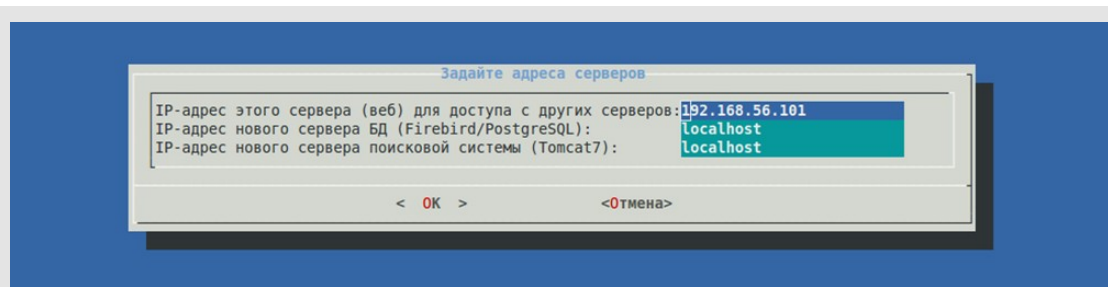 Задайте адреса серверов
IP-адрес этого сервера (веб) для доступа с других серверов:192.168.56.101
IP-адрес нового сервера БД (Firebird/PostgreSQL): localhost
IP-адрес нового сервера поисковой системы (Tomcat7): localhost
< OK > <Отмена>